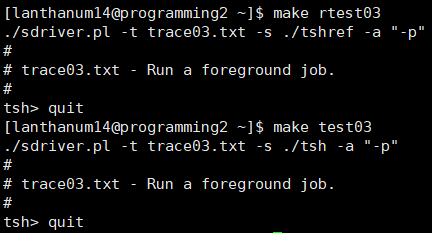 [lanthanum14@programming2 ~]$ make rtest03
./sdriver.pl -t trace03.txt -s ./tshref -a "-p"
#
# trace03.txt - Run a foreground job.
#
tsh> quit
[lanthanum14@programming2 ~]$ make test03
./sdriver.pl -t trace03.txt -s ./tsh -a "-p"
#
# trace03.txt - Run a foreground job.
#
tsh> quit